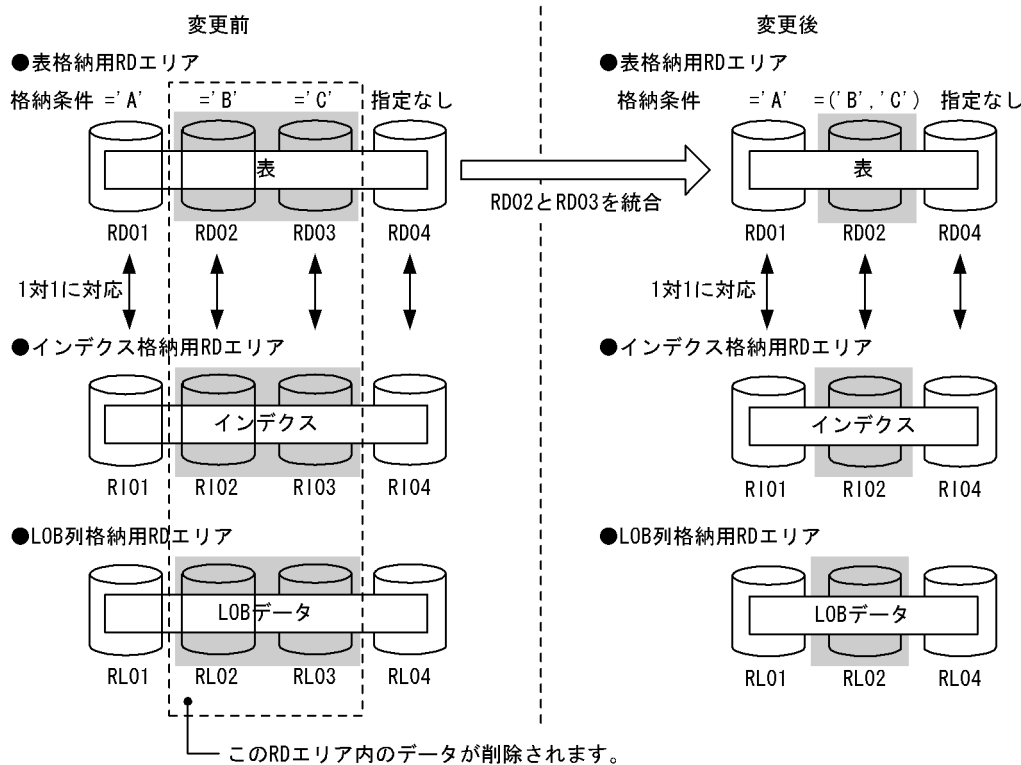 変更前
●表格納用RDエリア
格納条件 ='A' ='B' ='C' 指定なし
表
RD01 RD02 RD03 RD04
1対1に対応
●インデクス格納用RDエリア
インデクス
RI01 RI02 RI03 RI04
●LOB列格納用RDエリア
LOBデータ
RL01 RL02 RL03 RL04
このRDエリア内のデータが削除されます。
RD02とRD03を統合
変更後
●表格納用RDエリア
格納条件 ='A' =('B','C') 指定なし
表
RD01 RD02 RD04
1対1に対応
●インデクス格納用RDエリア
インデクス
RI01 RI02 RI04
●LOB列格納用RDエリア
LOBデータ
RL01 RL02 RL04